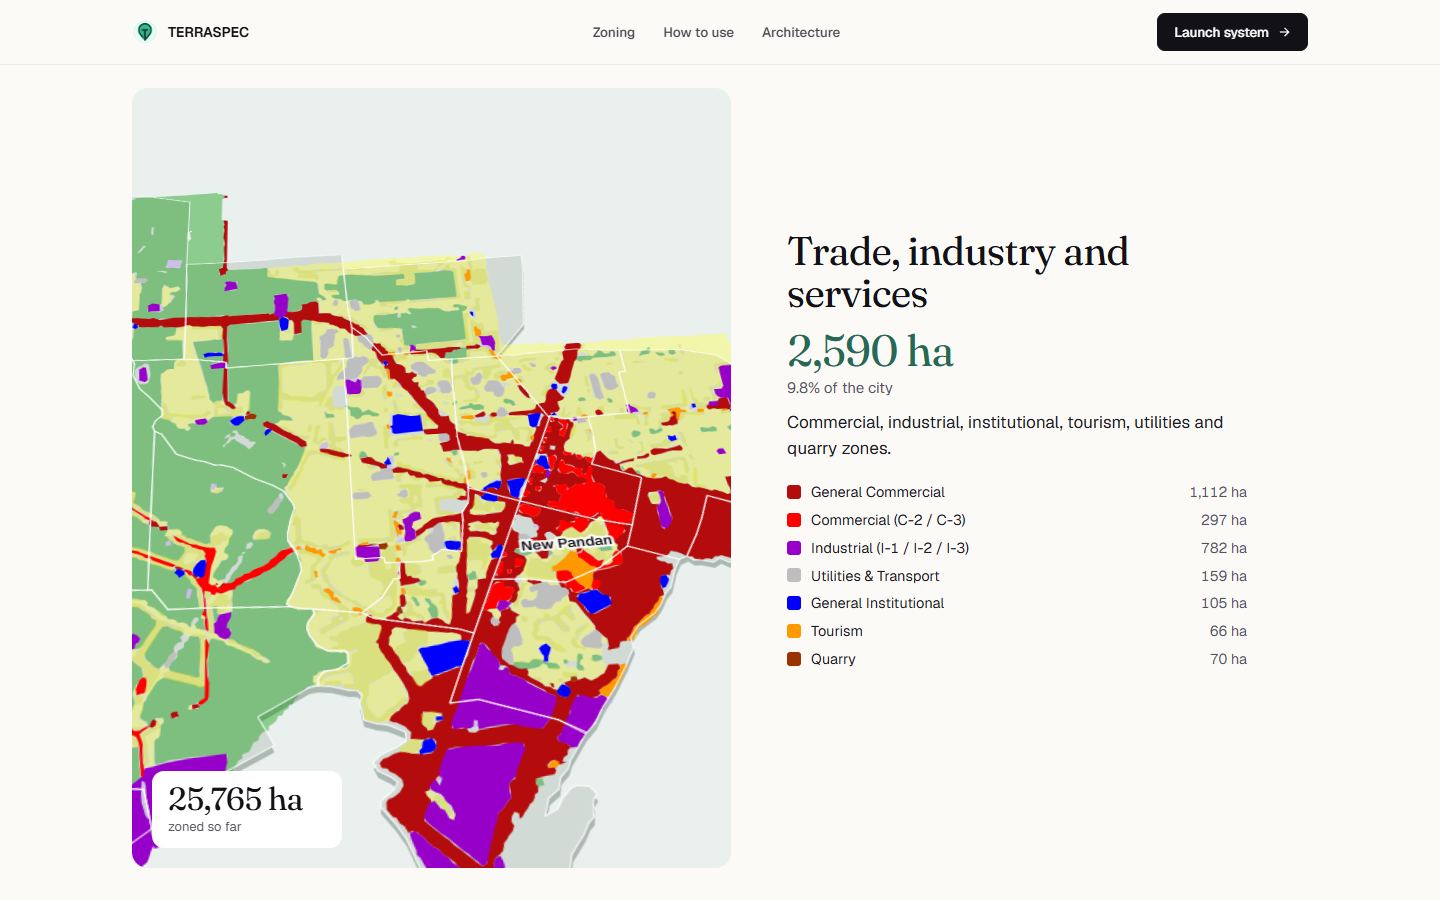 TERRASPEC
Zoning
How to use
Architecture
Launch system →
New Pandan
25,765 ha
zoned so far
Trade, industry and
services
2,590 ha
9.8% of the city
Commercial, industrial, institutional, tourism, utilities and
quarry zones.
General Commercial 1,112 ha
Commercial (C-2 / C-3) 297 ha
Industrial (I-1 / I-2 / I-3) 782 ha
Utilities & Transport 159 ha
General Institutional 105 ha
Tourism 66 ha
Quarry 70 ha